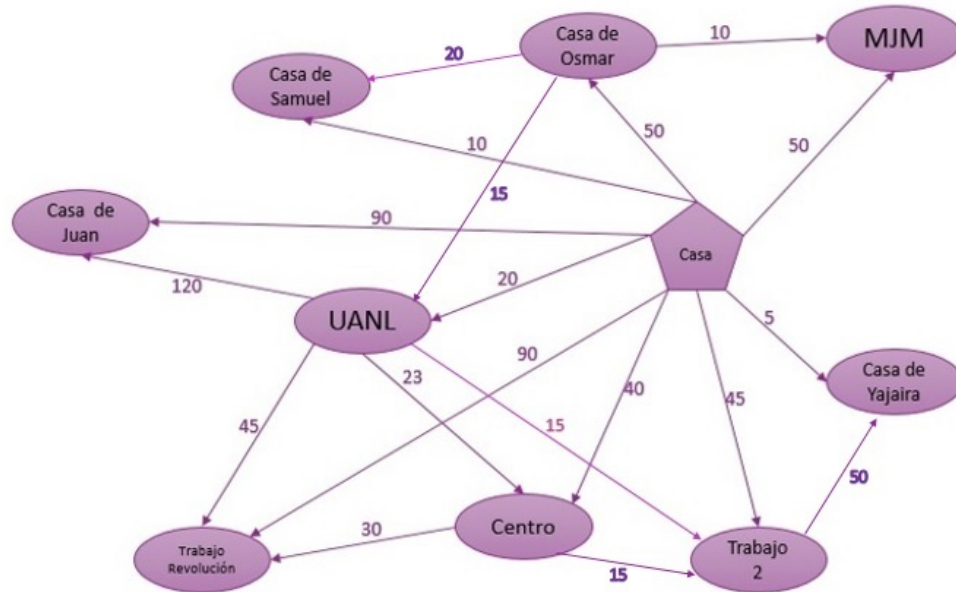 Casa de
Osmar
10
MJM
20
Casa de
Samuel
10
50
50
15
Casa de
Juan
90
Casa
120
20
UANL
5
90
23
40
45
Casa de
Yajaira
45
15
50
Centro
30
15
Trabajo
Revolución
Trabajo
2